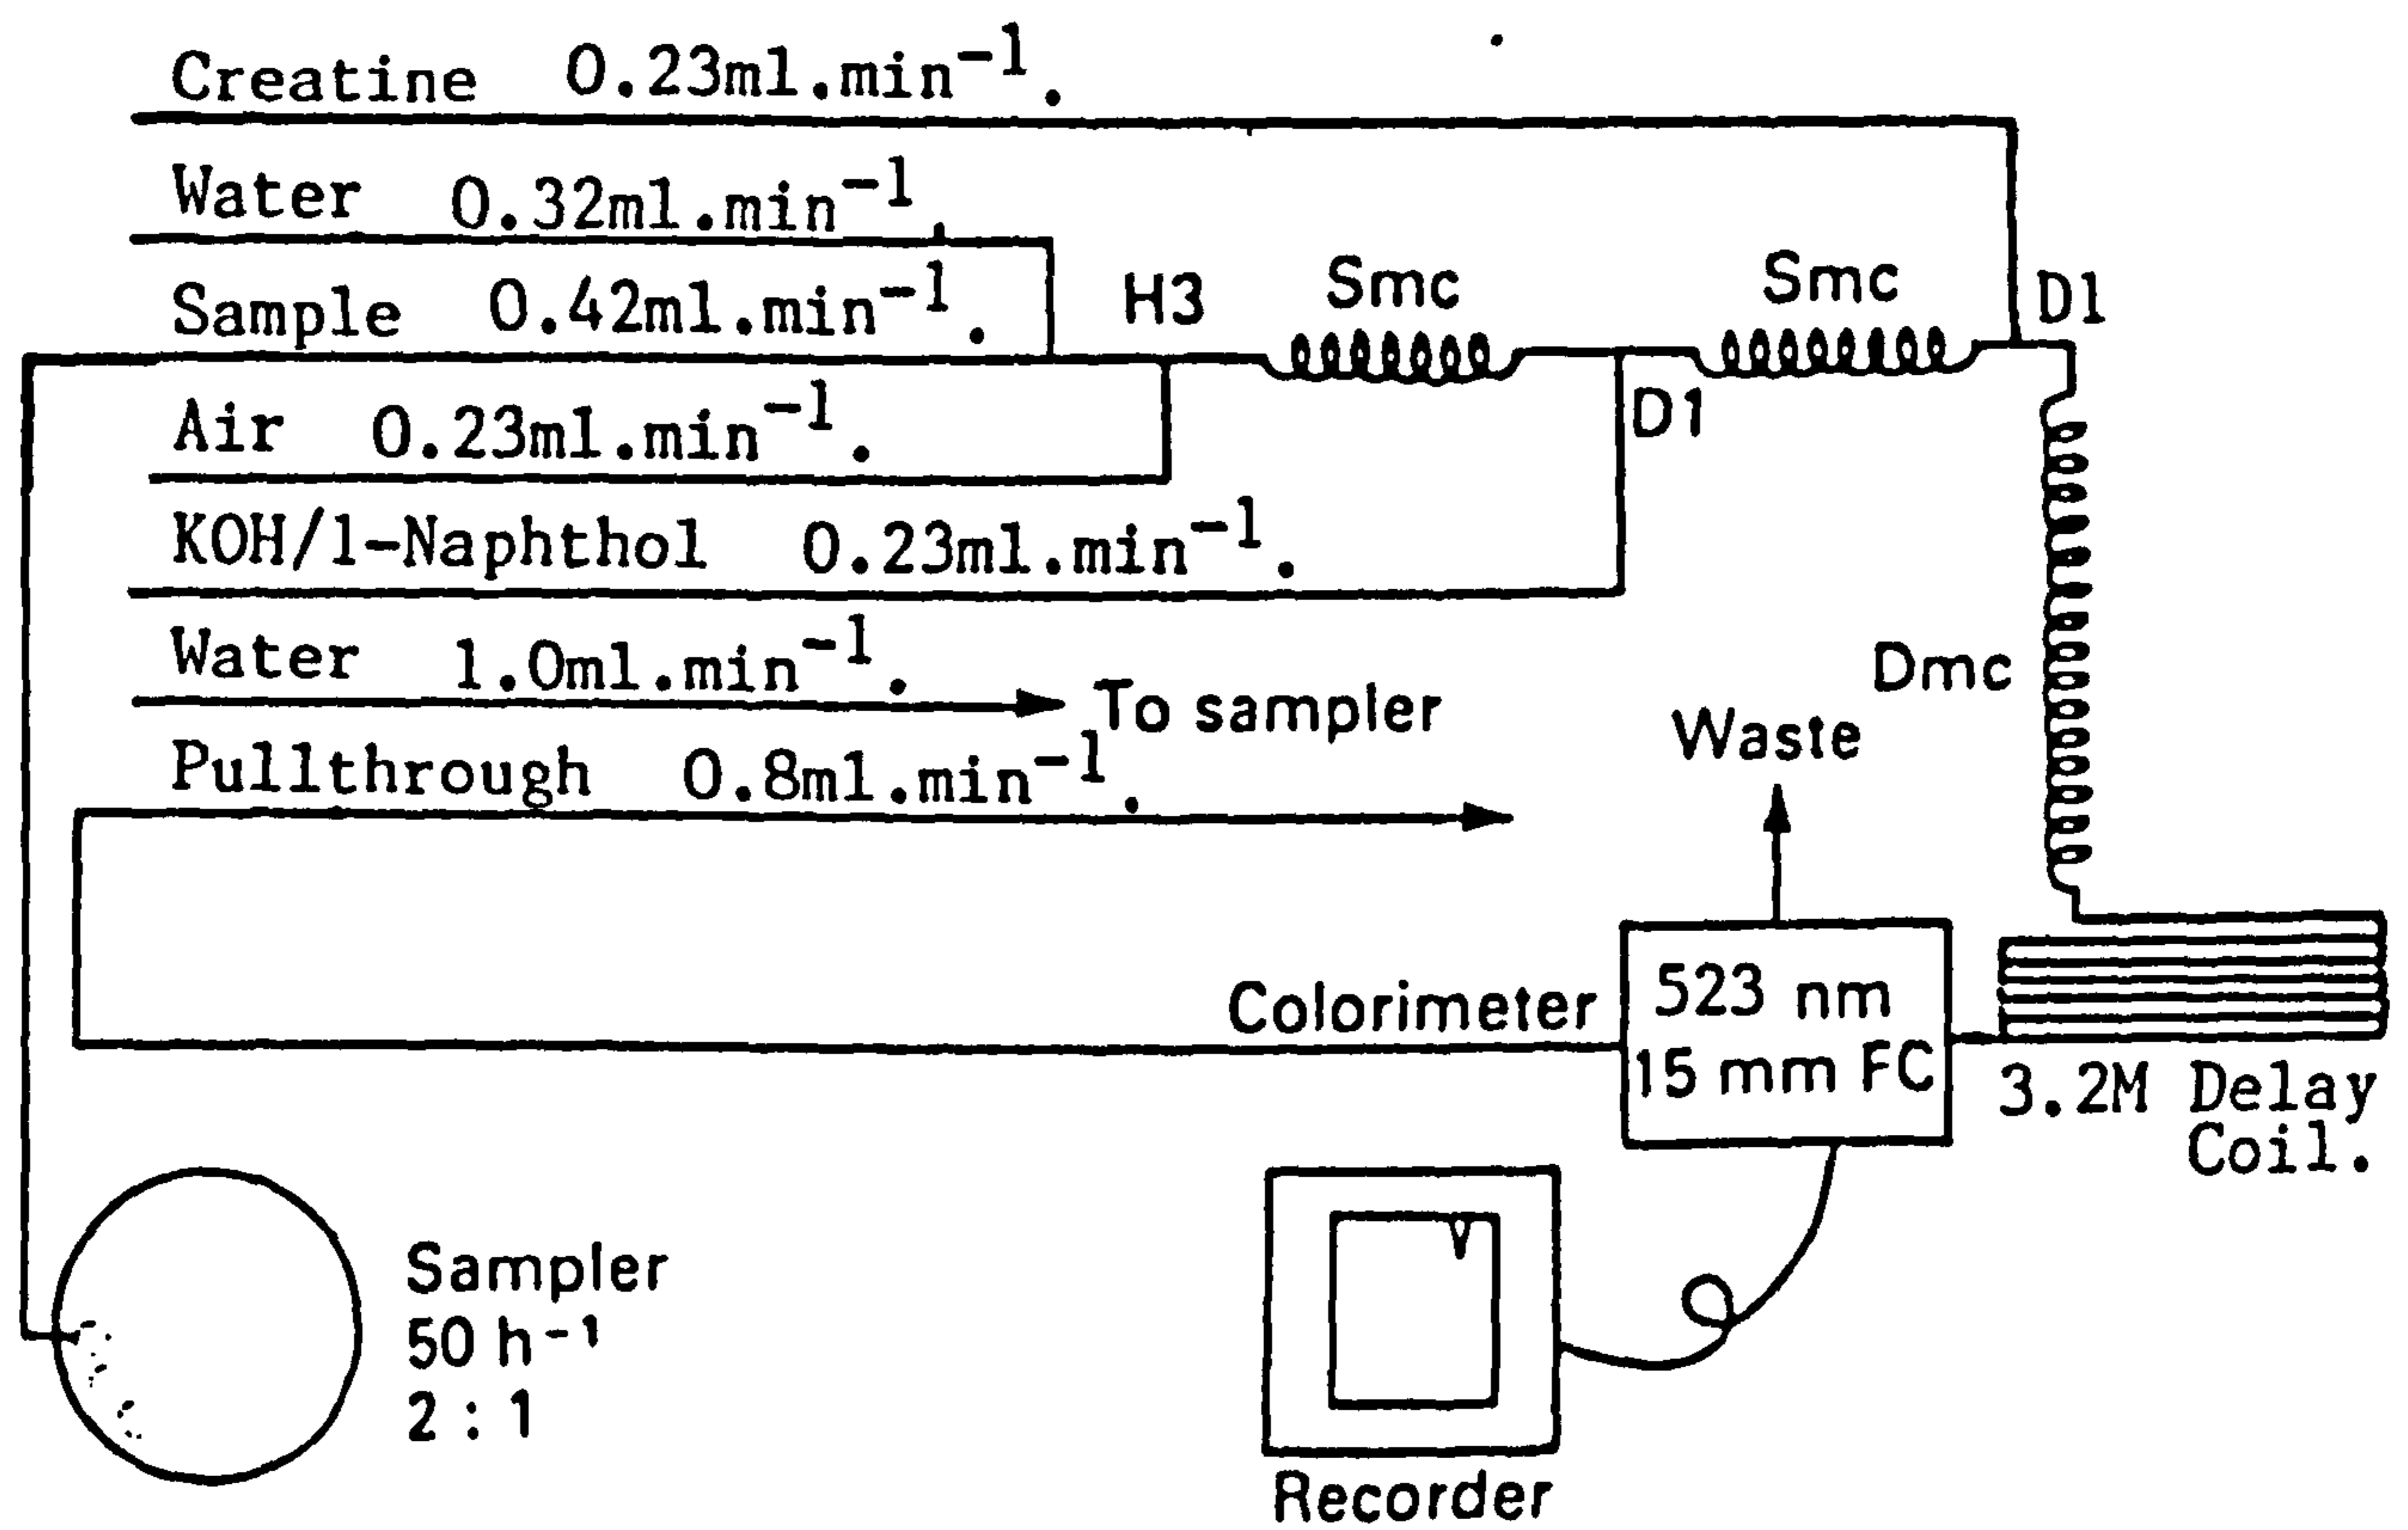 Creatine 0.23ml.min⁻¹.
Water 0.32ml.min⁻¹.
Sample 0.42ml.min⁻¹.
H3
Smc
Smc
D1
Air 0.23ml.min⁻¹.
D1
KOH/1-Naphthol 0.23ml.min⁻¹.
Water 1.0ml.min⁻¹.
To sampler
Dmc
Waste
Pullthrough 0.8ml.min⁻¹.
Colorimeter
523 nm
15 mm FC
3.2M Delay
Coil.
Sampler
50 h⁻¹
2 : 1
Recorder